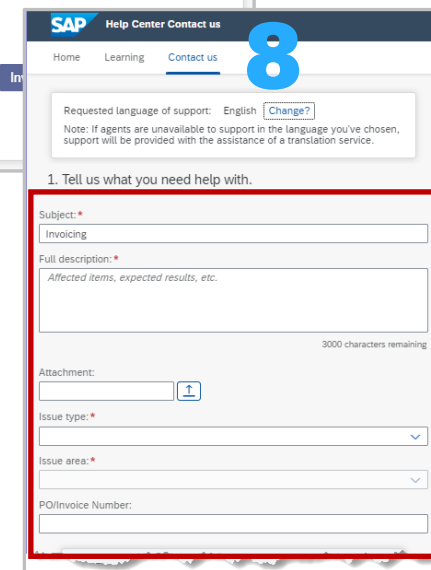 SAP Help Center Contact us
8
Home Learning Contact us
In
Requested language of support: English Change?
Note: If agents are unavailable to support in the language you've chosen,
support will be provided with the assistance of a translation service.
1. Tell us what you need help with.
Subject:*
Invoicing
Full description:*
Affected items, expected results, etc.
3000 characters remaining
Attachment:
Issue type:*
Issue area:*
PO/Invoice Number: